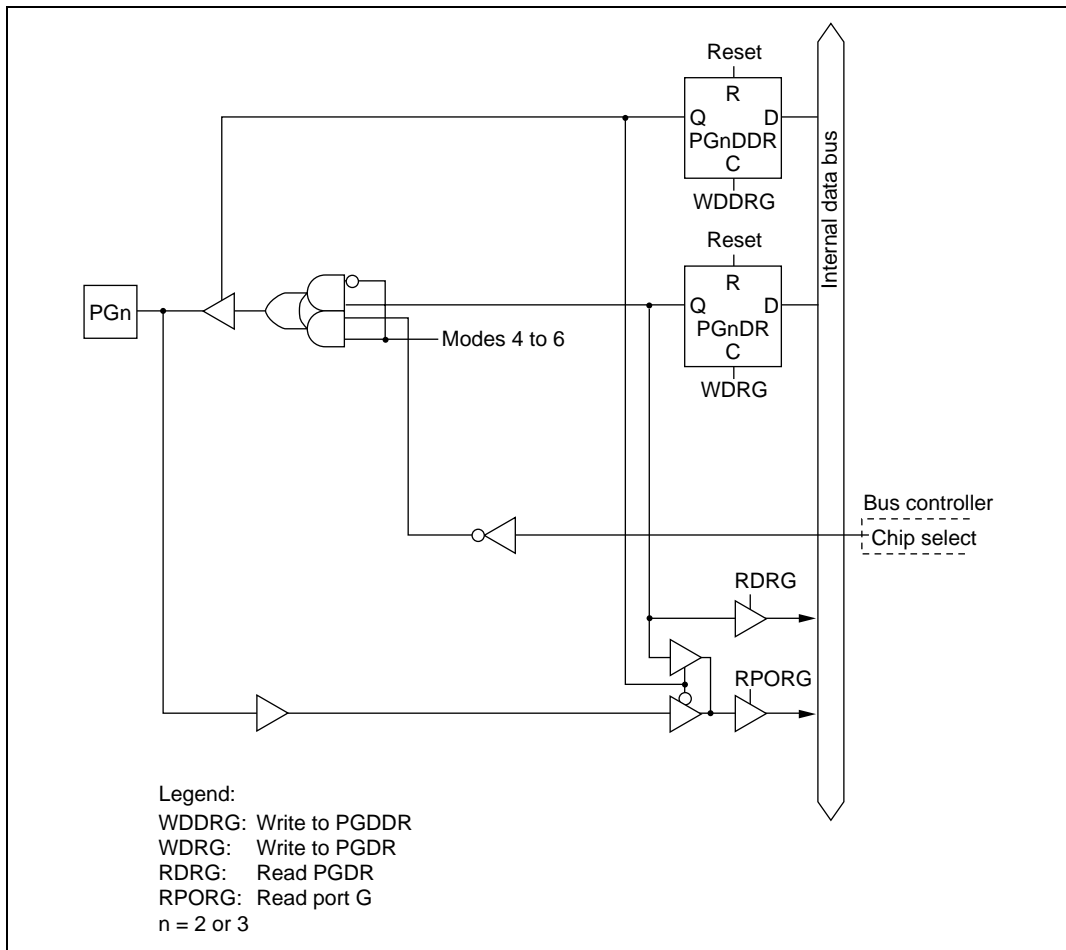 Reset
R
Q D
PGnDDR
C
WDDRG
Internal data bus
Reset
R
Q D
PGnDR
C
WDRG
PGn
Modes 4 to 6
Bus controller
Chip select
RDRG
RPORG
Legend:
WDDRG: Write to PGDDR
WDRG: Write to PGDR
RDRG: Read PGDR
RPORG: Read port G
n = 2 or 3